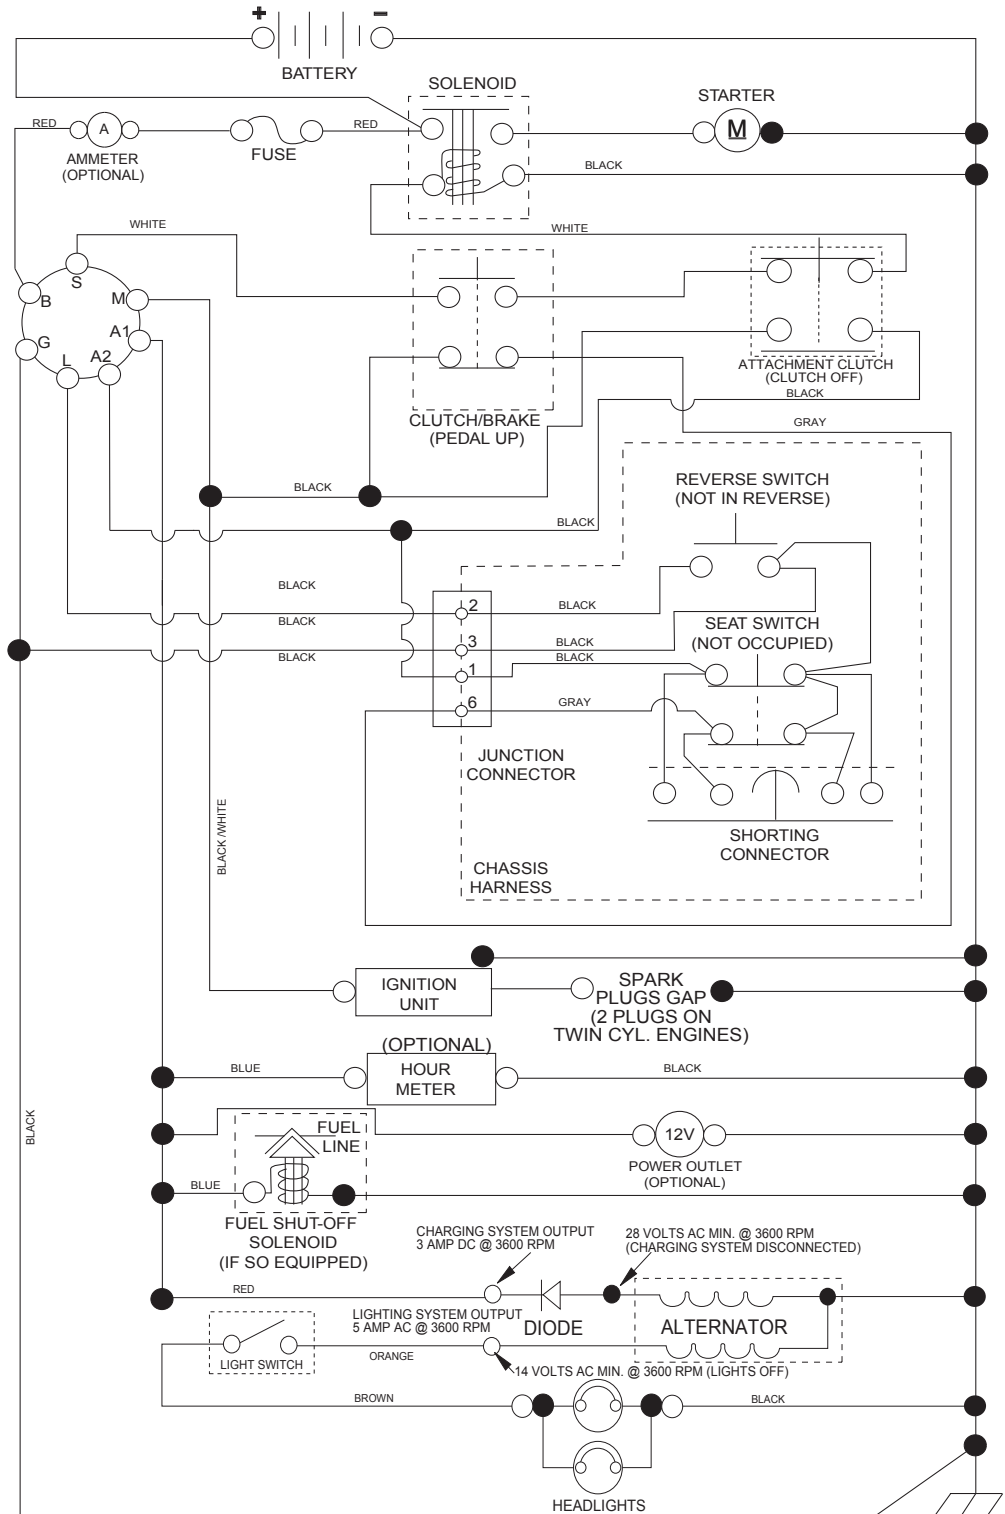 + −
BATTERY
SOLENOID
STARTER
RED
A
RED
M
AMMETER
(OPTIONAL)
FUSE
BLACK
WHITE
WHITE
S
B
M
A1
G
L
A2
ATTACHMENT CLUTCH
(CLUTCH OFF)
BLACK
CLUTCH/BRAKE
(PEDAL UP)
GRAY
REVERSE SWITCH
(NOT IN REVERSE)
BLACK
BLACK
BLACK
2
BLACK
BLACK
SEAT SWITCH
(NOT OCCUPIED)
3
BLACK
BLACK
BLACK
1
6
GRAY
JUNCTION
CONNECTOR
BLACK /WHITE
SHORTING
CONNECTOR
CHASSIS
HARNESS
IGNITION
UNIT
SPARK
PLUGS GAP
(2 PLUGS ON
TWIN CYL. ENGINES)
(OPTIONAL)
HOUR
METER
BLUE
BLACK
BLACK
FUEL
LINE
12V
POWER OUTLET
(OPTIONAL)
BLUE
FUEL SHUT-OFF
SOLENOID
(IF SO EQUIPPED)
CHARGING SYSTEM OUTPUT
3 AMP DC @ 3600 RPM
28 VOLTS AC MIN. @ 3600 RPM
(CHARGING SYSTEM DISCONNECTED)
RED
LIGHTING SYSTEM OUTPUT
5 AMP AC @ 3600 RPM
DIODE
ALTERNATOR
LIGHT SWITCH
ORANGE
14 VOLTS AC MIN. @ 3600 RPM (LIGHTS OFF)
BROWN
BLACK
HEADLIGHTS